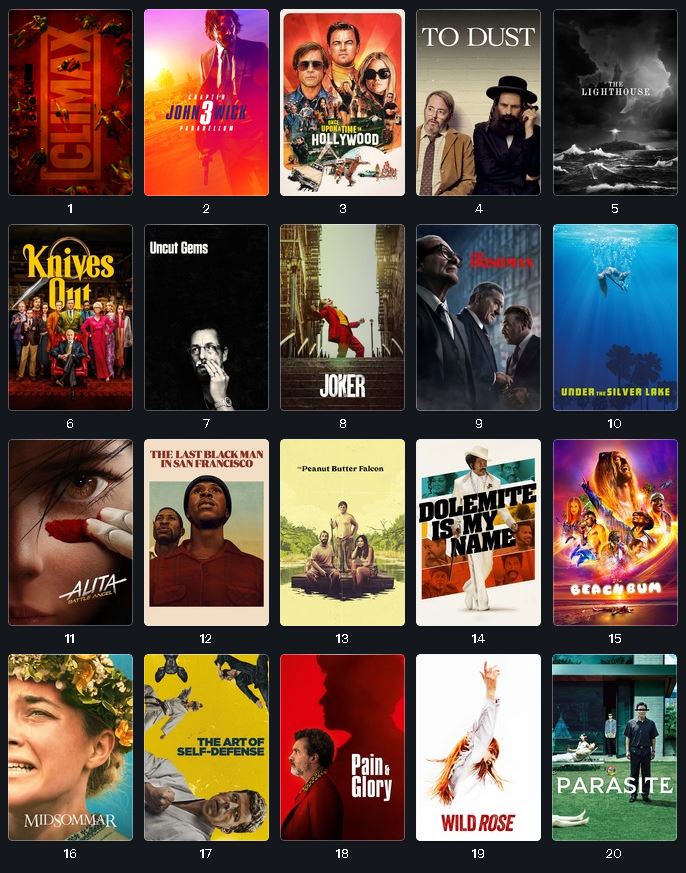 CLIMAX
CHAPTER
JOHN 3 WICK
PARABELLUM
ONCE
UPON A TIME IN
HOLLYWOOD
TO DUST
THE
LIGHTHOUSE
1
2
3
4
5
Knives
Out
Uncut Gems
JOKER
THE
IRISHMAN
UNDER THE SILVER LAKE
6
7
8
9
10
ALITA
BATTLE ANGEL
THE LAST BLACK MAN
IN SAN FRANCISCO
The Peanut Butter Falcon
DOLEMITE
IS MY
NAME
BEACH BUM
11
12
13
14
15
MIDSOMMAR
THE ART OF
SELF-DEFENSE
Pain &
Glory
WILD ROSE
PARASITE
16
17
18
19
20